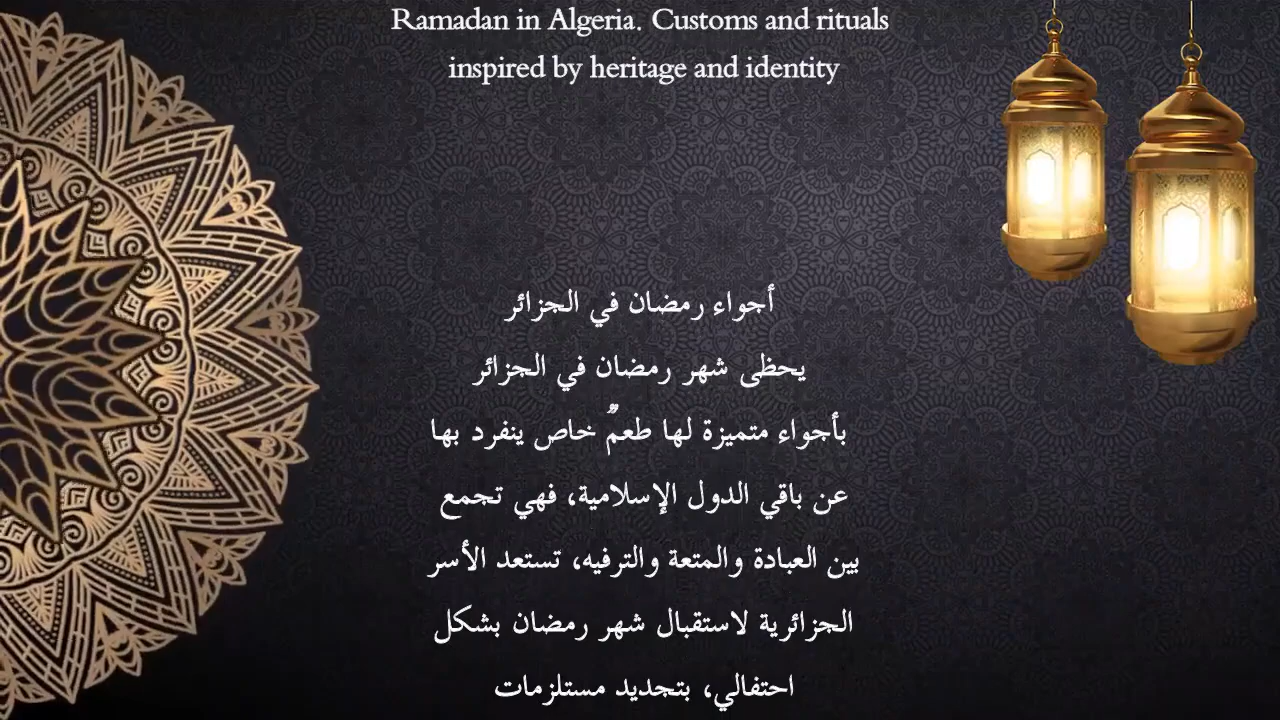 Ramadan in Algeria. Customs and rituals
inspired by heritage and identity
أجواء رمضان في الجزائر
يحظى شهر رمضان في الجزائر
بأجواء متميزة لها طعمٌ خاص ينفرد بها
عن باقي الدول الإسلامية، فهي تجمع
بين العبادة والمتعة والترفيه، تستعد الأسر
الجزائرية لاستقبال شهر رمضان بشكل
احتفالي، بتجديد مستلزمات